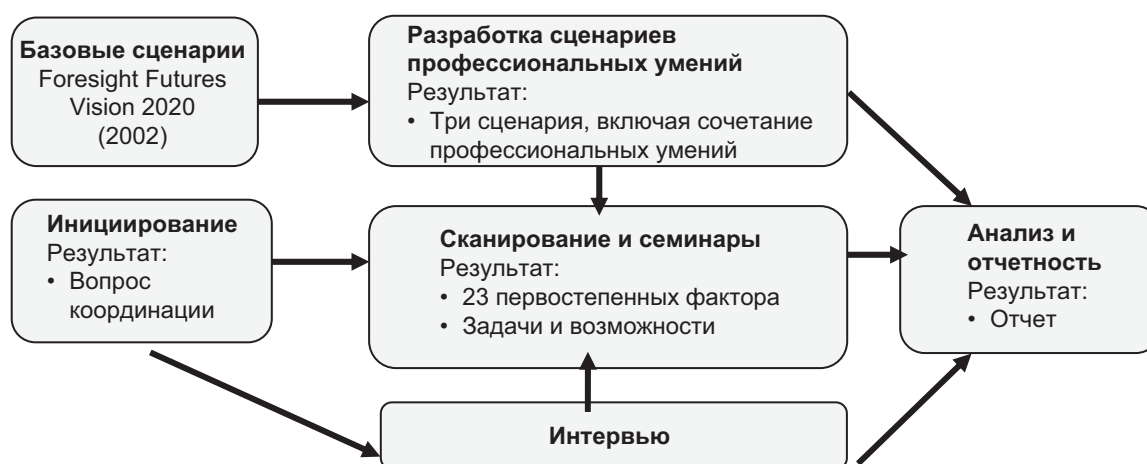 Базовые сценарии
Foresight Futures
Vision 2020
(2002)
Разработка сценариев
профессиональных умений
Результат:
• Три сценария, включая сочетание
профессиональных умений
Инициирование
Результат:
• Вопрос
координации
Сканирование и семинары
Результат:
• 23 первостепенных фактора
• Задачи и возможности
Анализ и
отчетность
Результат:
• Отчет
Интервью